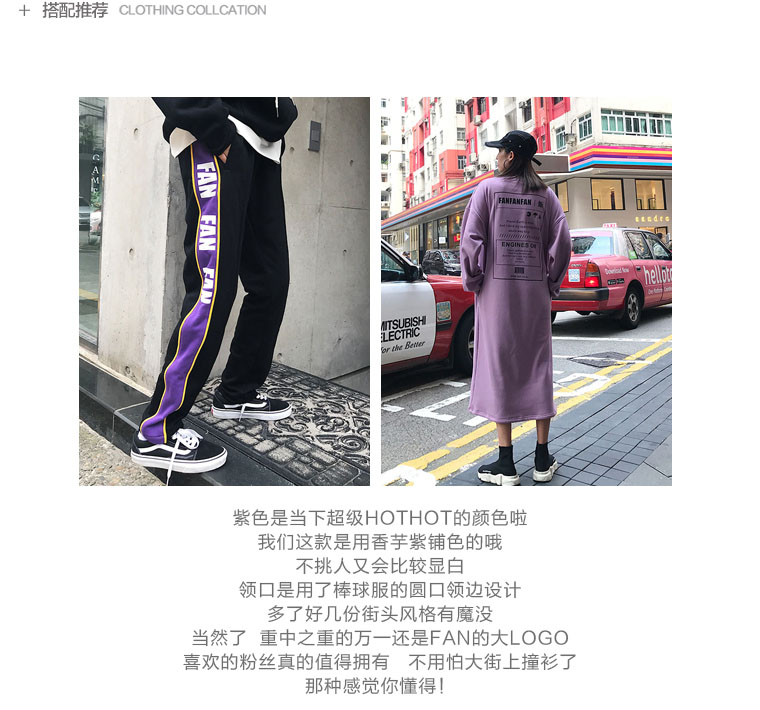 + 搭配推荐 CLOTHING COLLCATION
GAME
FAN
FAN
FAN
FANFANFAN
ENGINES 06
MITSUBISHI
ELECTRIC
for the Better
helloto
sandro
紫色是当下超级HOTHOT的颜色啦
我们这款是用香芋紫铺色的哦
不挑人又会比较显白
领口是用了棒球服的圆口领边设计
多了好几份街头风格有魔没
当然了 重中之重的万一还是FAN的大LOGO
喜欢的粉丝真的值得拥有 不用怕大街上撞衫了
那种感觉你懂得!